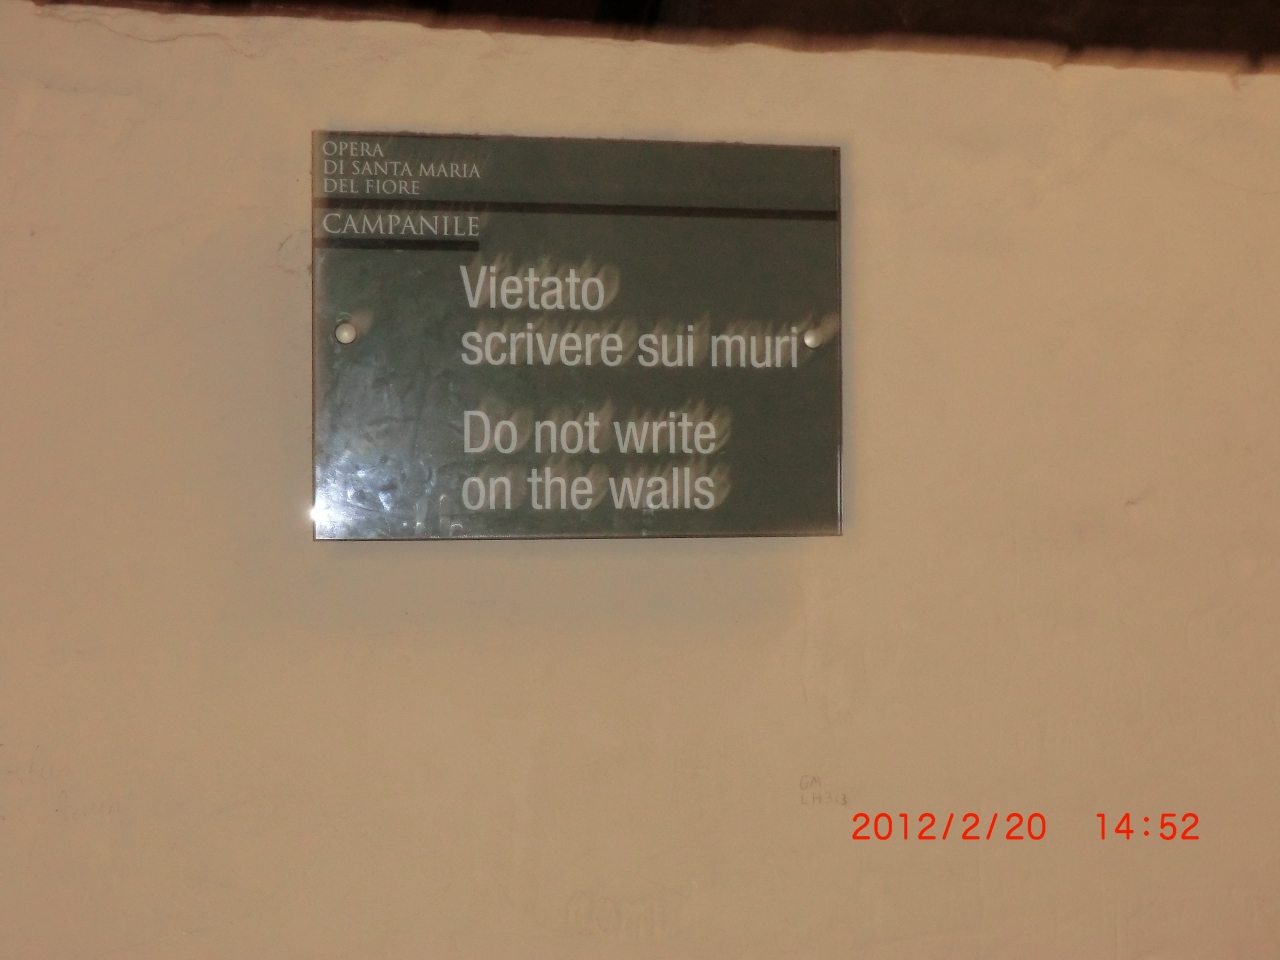 OPERA
DI SANTA MARIA
DEL FIORE
CAMPANILE
Vietato
scrivere sui muri
Do not write
on the walls
GM
2012/2/20 14:52